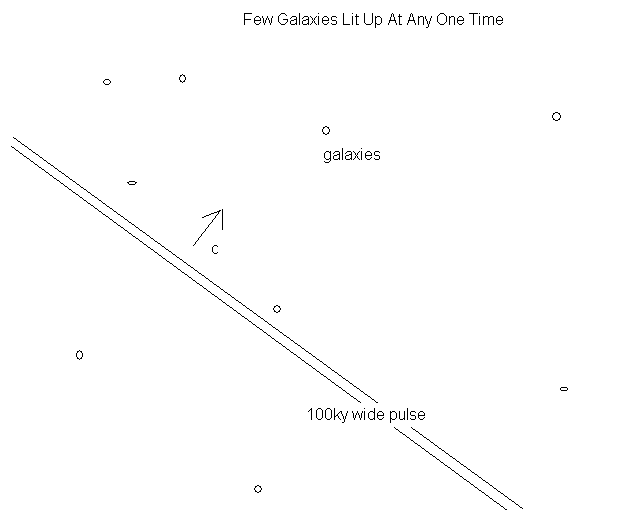 Few Galaxies Lit Up At Any One Time
galaxies
c
100ky wide pulse